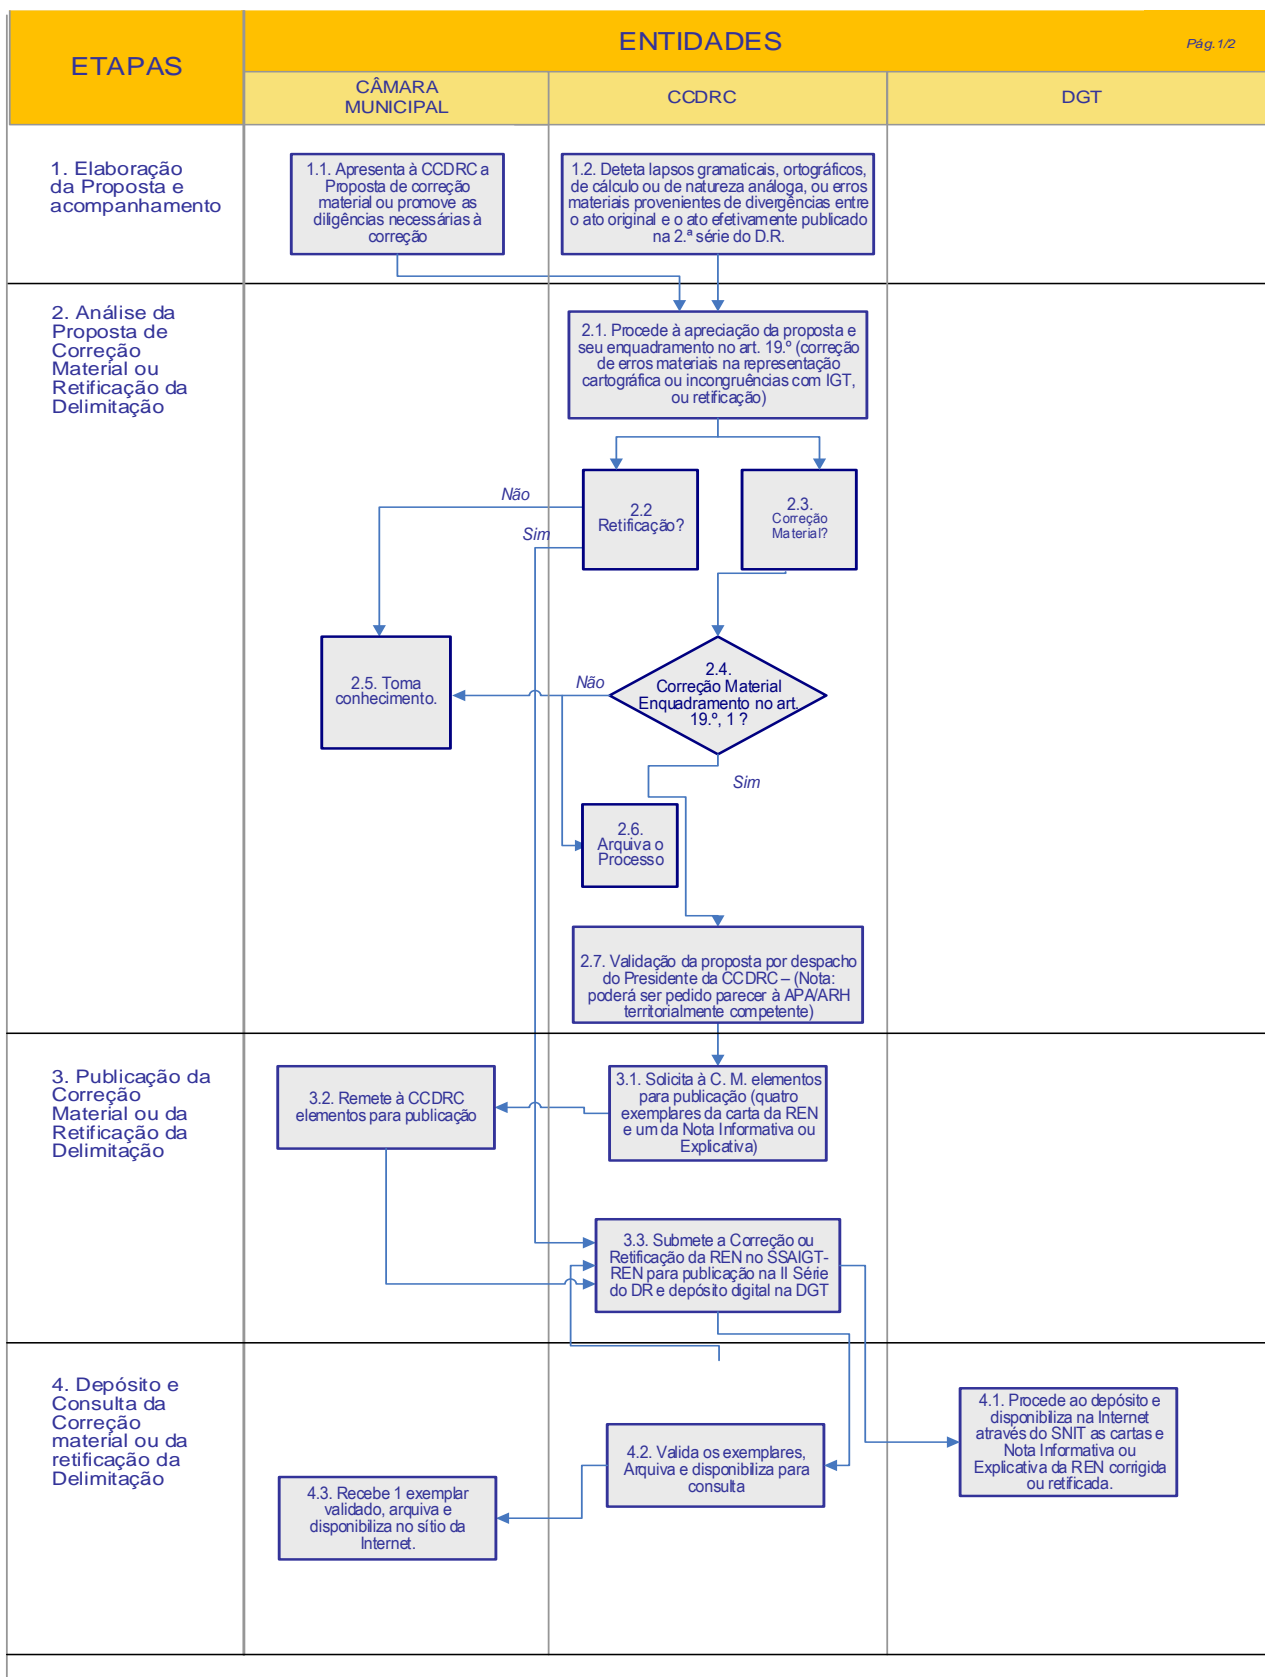 ETAPAS
ENTIDADES
Pág.1/2
CÂMARA
MUNICIPAL
CCDRC
DGT
1. Elaboração
da Proposta e
acompanhamento
1.1. Apresenta à CCDRC a
Proposta de correção
material ou promove as
diligências necessárias à
correção
1.2. Deteta lapsos gramaticais, ortográficos,
de cálculo ou de natureza análoga, ou erros
materiais provenientes de divergências entre
o ato original e o ato efetivamente publicado
na 2.ª série do D.R.
2. Análise da
Proposta de
Correção
Material ou
Retificação da
Delimitação
2.1. Procede à apreciação da proposta e
seu enquadramento no art. 19.º (correção
de erros materiais na representação
cartográfica ou incongruências com IGT,
ou retificação)
Não
Sim
2.2
Retificação?
2.3.
Correção
Material?
2.5. Toma
conhecimento.
Não
2.4.
Correção Material
Enquadramento no art.
19.º, 1 ?
Sim
2.6.
Arquiva o
Processo
2.7. Validação da proposta por despacho
do Presidente da CCDRC – (Nota:
poderá ser pedido parecer à APA/ARH
territorialmente competente)
3. Publicação da
Correção
Material ou da
Retificação da
Delimitação
3.2. Remete à CCDRC
elementos para publicação
3.1. Solicita à C. M. elementos
para publicação (quatro
exemplares da carta da REN
e um da Nota Informativa ou
Explicativa)
3.3. Submete a Correção ou
Retificação da REN no SSAIGT-
REN para publicação na II Série
do DR e depósito digital na DGT
4. Depósito e
Consulta da
Correção
material ou da
retificação da
Delimitação
4.1. Procede ao depósito e
disponibiliza na Internet
através do SNIT as cartas e
Nota Informativa ou
Explicativa da REN corrigida
ou retificada.
4.2. Valida os exemplares,
Arquiva e disponibiliza para
consulta
4.3. Recebe 1 exemplar
validado, arquiva e
disponibiliza no sítio da
Internet.